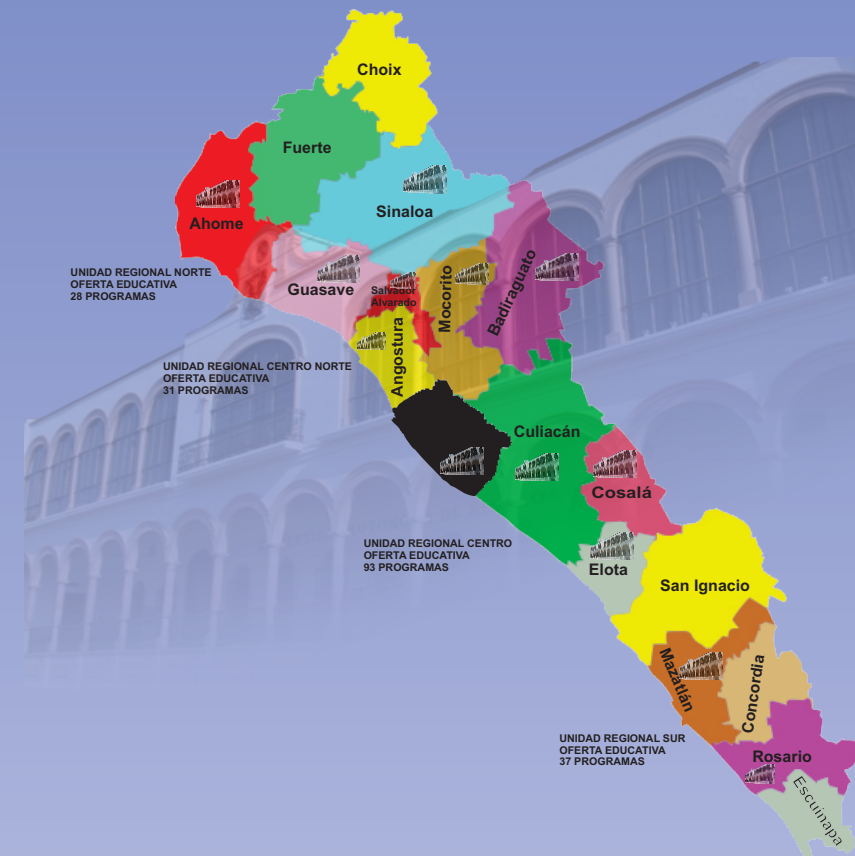 Choix
Fuerte
Sinaloa
Ahome
UNIDAD REGIONAL NORTE
OFERTA EDUCATIVA
28 PROGRAMAS
Guasave
Salvador
Alvarado
Mocorito
Badiraguato
Angostura
UNIDAD REGIONAL CENTRO NORTE
OFERTA EDUCATIVA
31 PROGRAMAS
Culiacán
Cosalá
UNIDAD REGIONAL CENTRO
OFERTA EDUCATIVA
93 PROGRAMAS
Elota
San Ignacio
Mazatlán
Concordia
UNIDAD REGIONAL SUR
OFERTA EDUCATIVA
37 PROGRAMAS
Rosario
Escuinapa